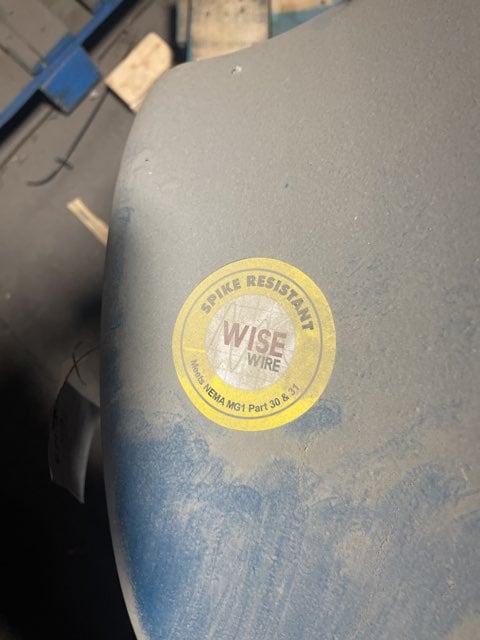 SPIKE RESISTANT
WISE
WIRE
Meets NEMA MG1 Part 30 & 31